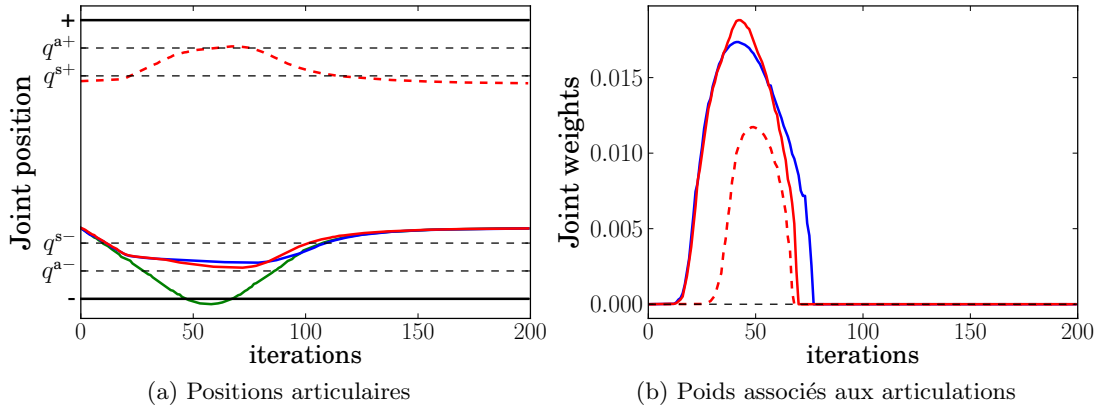 +
q^{a+}
q^{s+}
q^{s−}
q^{a−}
-
Joint position
0 50 100 150 200
iterations
(a) Positions articulaires
0.015
0.010
0.005
0.000
Joint weights
0 50 100 150 200
iterations
(b) Poids associés aux articulations